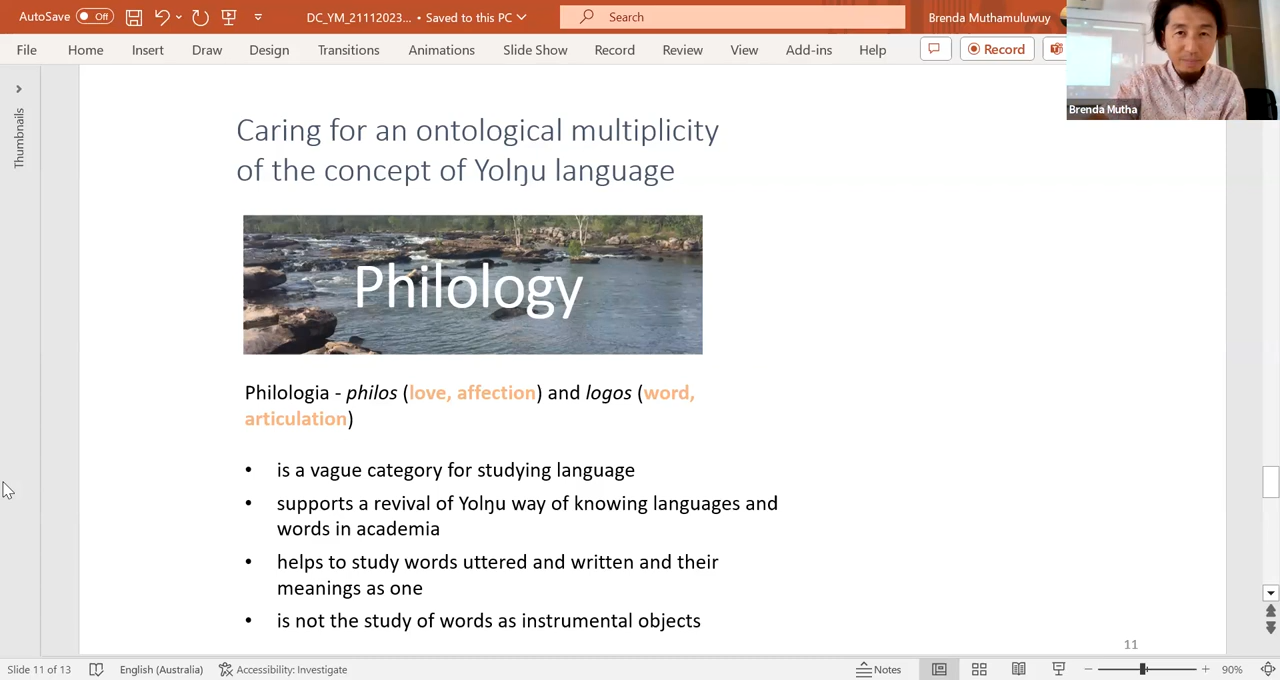 AutoSave Off DC_YM_21112023... • Saved to this PC Search Brenda Muthamuluwuy
File Home Insert Draw Design Transitions Animations Slide Show Record Review View Add-ins Help Record
Brenda Mutha
Thumbnails
Caring for an ontological multiplicity
of the concept of Yolŋu language
Philology
Philologia - philos (love, affection) and logos (word,
articulation)
• is a vague category for studying language
• supports a revival of Yolŋu way of knowing languages and
words in academia
• helps to study words uttered and written and their
meanings as one
• is not the study of words as instrumental objects
11
Slide 11 of 13 English (Australia) Accessibility: Investigate Notes 90%